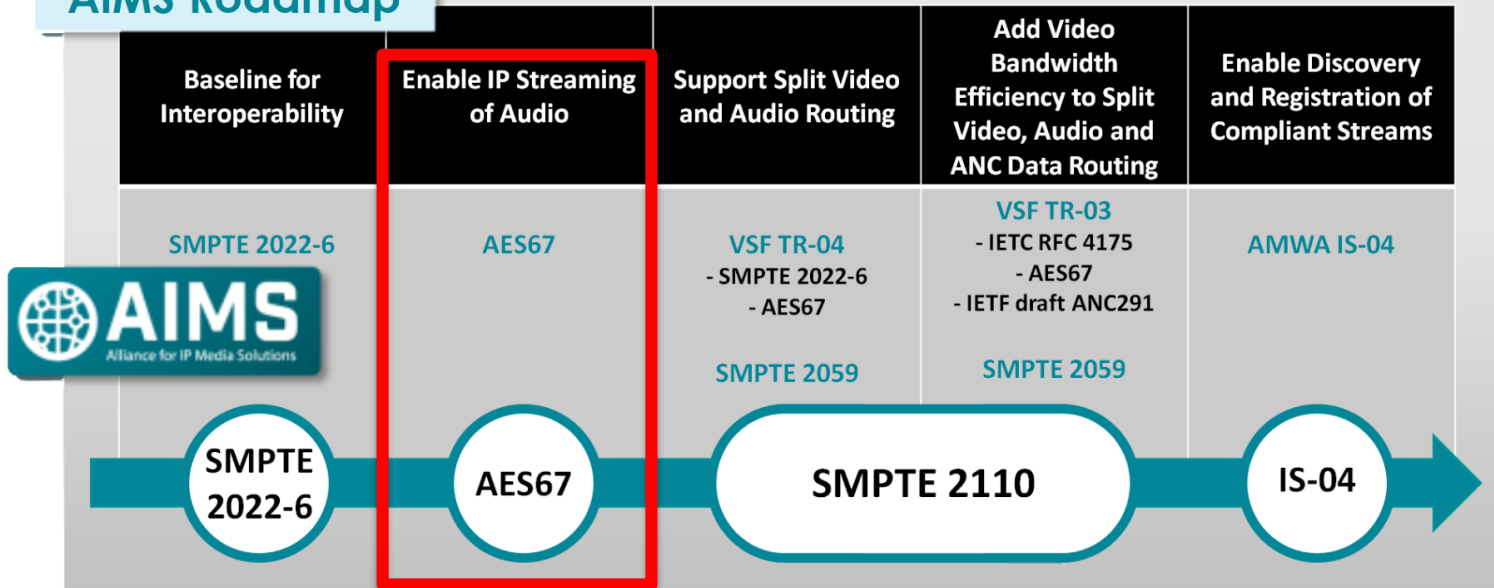 AIMS Roadmap
Baseline for
Interoperability
Enable IP Streaming
of Audio
Support Split Video
and Audio Routing
Add Video
Bandwidth
Efficiency to Split
Video, Audio and
ANC Data Routing
Enable Discovery
and Registration of
Compliant Streams
SMPTE 2022-6
AES67
VSF TR-04
- SMPTE 2022-6
- AES67
SMPTE 2059
VSF TR-03
- IETC RFC 4175
- AES67
- IETF draft ANC291
SMPTE 2059
AMWA IS-04
AIMS
Alliance for IP Media Solutions
SMPTE
2022-6
AES67
SMPTE 2110
IS-04